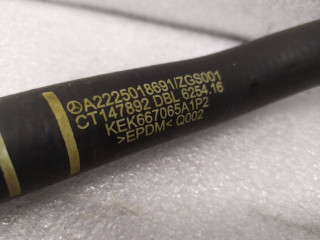 A2225018691/ZGS001
CT147892 DBL 6254.16
KEK667065A1P2
>EPDM< Q002